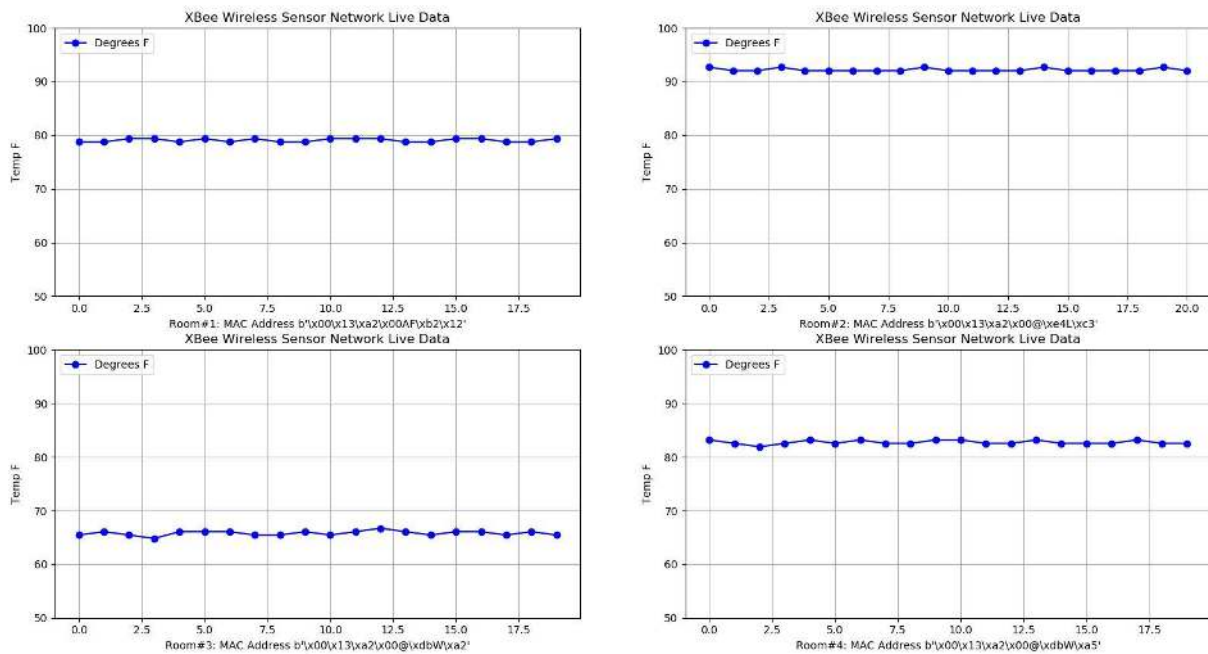 XBee Wireless Sensor Network Live Data
Degrees F
Temp F
100
90
80
70
60
50
0.0 2.5 5.0 7.5 10.0 12.5 15.0 17.5
Room#1: MAC Address b'\x00\x13\xa2\x00AF\xb2\x12'
XBee Wireless Sensor Network Live Data
Degrees F
Temp F
100
90
80
70
60
50
0.0 2.5 5.0 7.5 10.0 12.5 15.0 17.5 20.0
Room#2: MAC Address b'\x00\x13\xa2\x00@\xe4L\xc3'
XBee Wireless Sensor Network Live Data
Degrees F
Temp F
100
90
80
70
60
50
0.0 2.5 5.0 7.5 10.0 12.5 15.0 17.5
Room#3: MAC Address b'\x00\x13\xa2\x00@\xdbW\xa2'
XBee Wireless Sensor Network Live Data
Degrees F
Temp F
100
90
80
70
60
50
0.0 2.5 5.0 7.5 10.0 12.5 15.0 17.5
Room#4: MAC Address b'\x00\x13\xa2\x00@\xdbW\xa5'